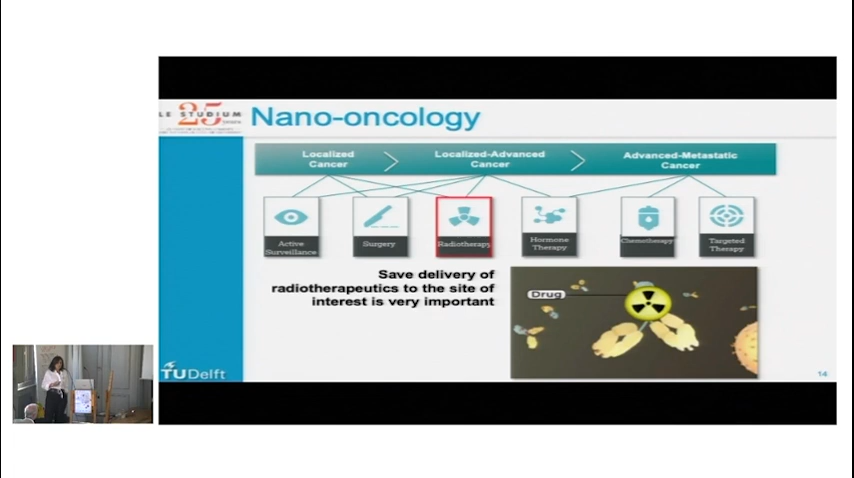 LE STUDIUM
25
Nano-oncology
Localized
Cancer
Localized-Advanced
Cancer
Advanced-Metastatic
Cancer
Active
Surveillance
Surgery
Radiotherapy
Hormone
Therapy
Chemotherapy
Targeted
Therapy
Save delivery of
radiotherapeutics to the site of
interest is very important
Drug
TUDelft
14